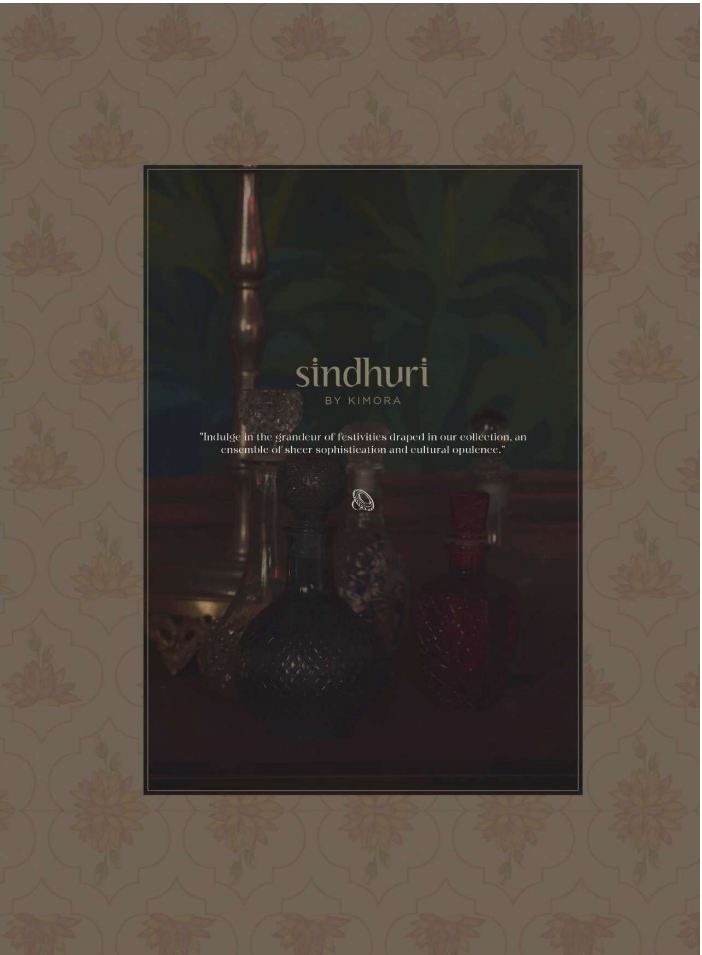 sindhuri
BY KIMORA
"Indulge in the grandeur of festivities draped in our collection, an
ensemble of sheer sophistication and cultural opulence."